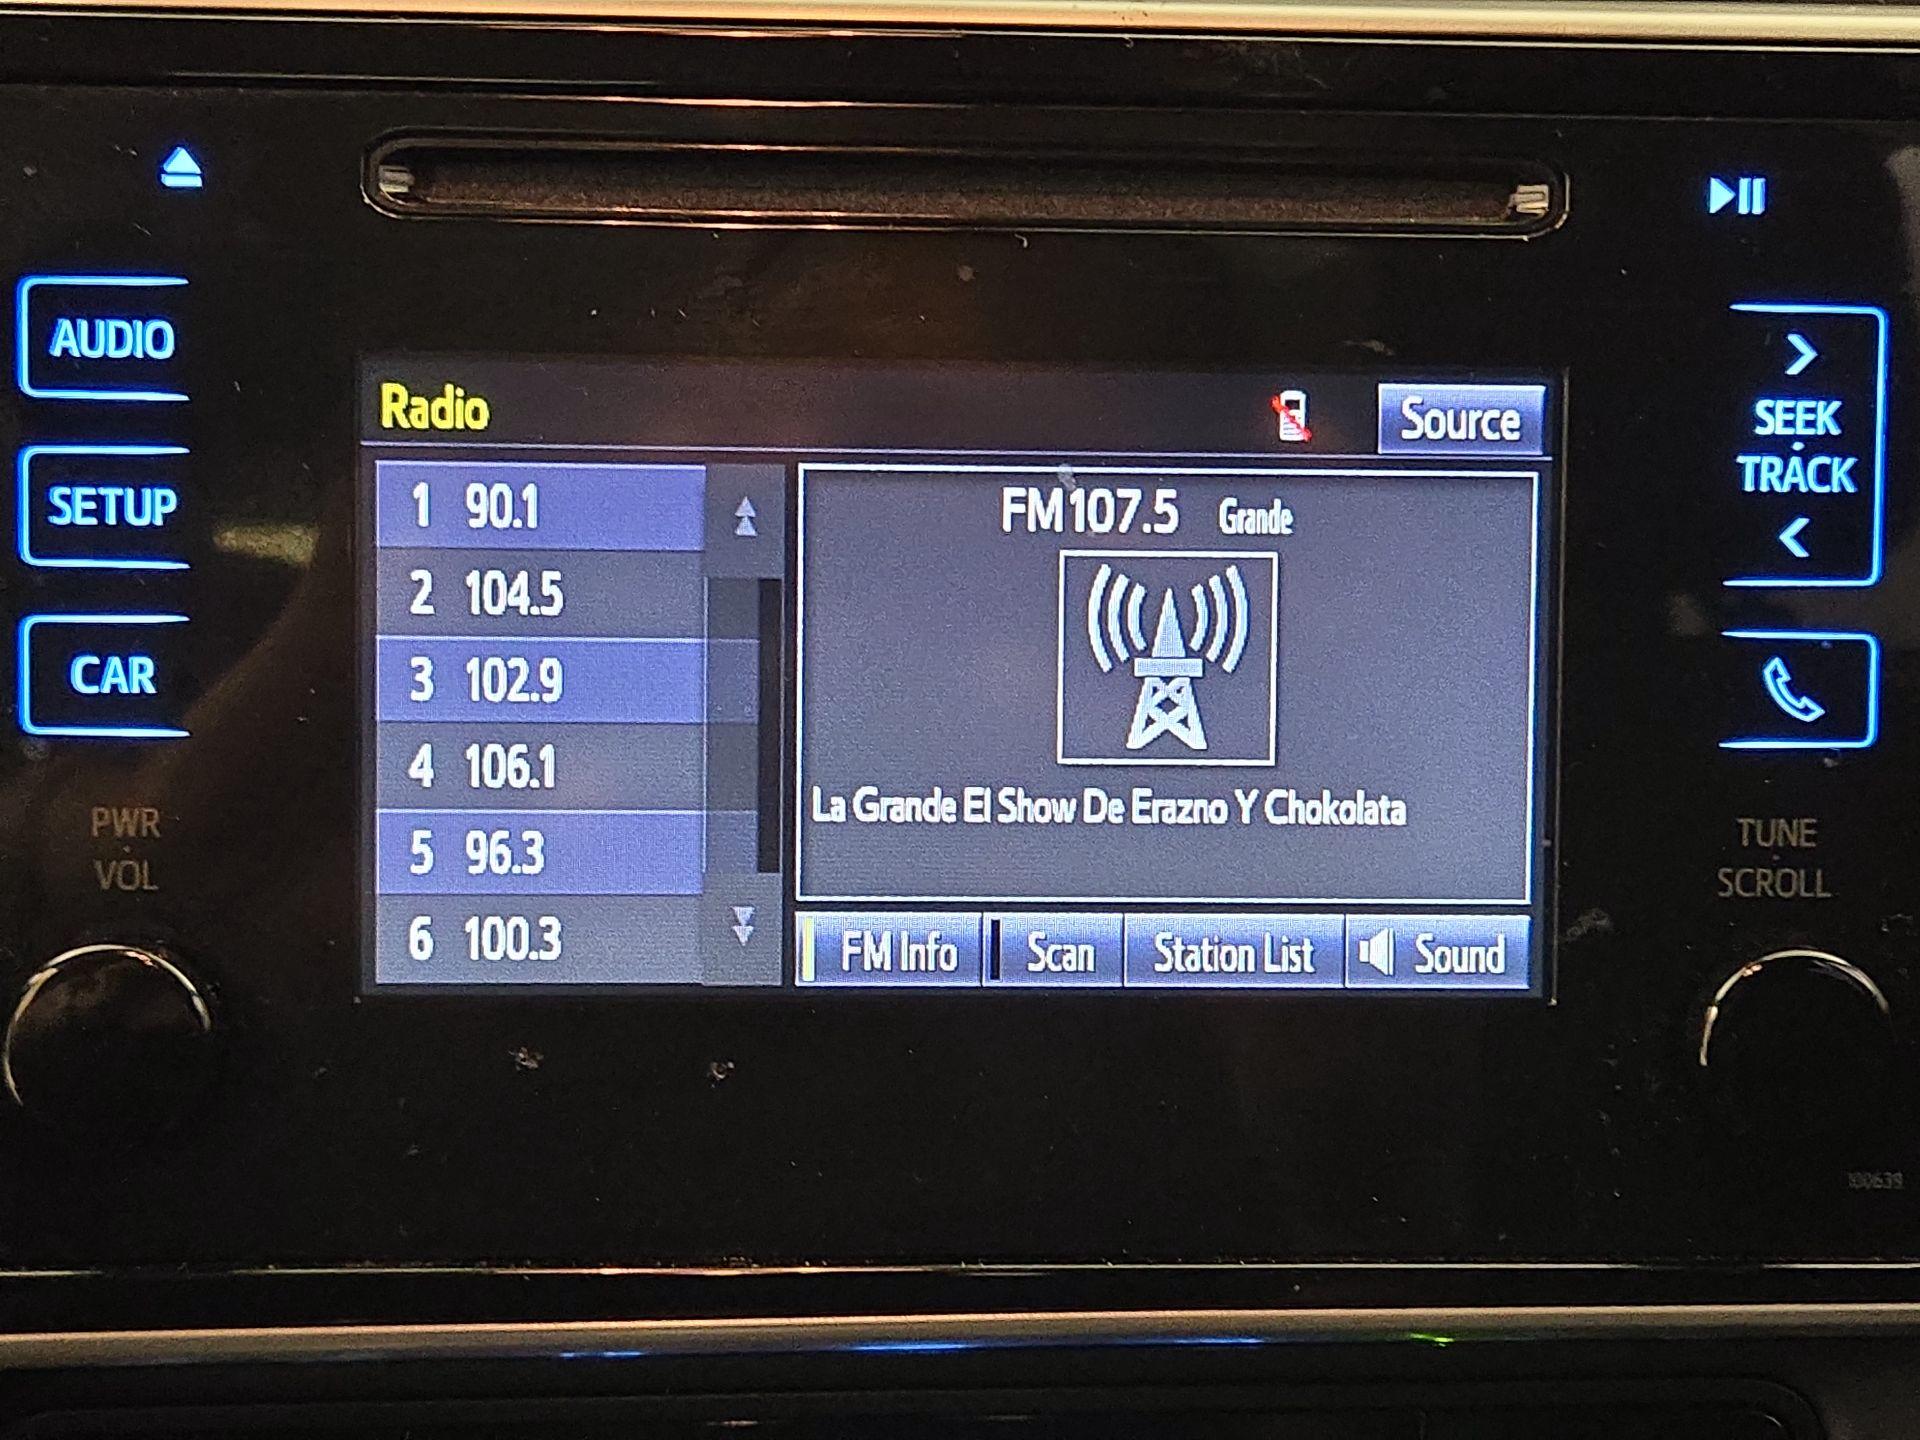 AUDIO
SETUP
CAR
PWR
VOL
Radio
Source
1 90.1
2 104.5
3 102.9
4 106.1
5 96.3
6 100.3
FM107.5 Grande
La Grande El Show De Erazno Y Chokolata
FM Info
Scan
Station List
Sound
SEEK
TRACK
TUNE
SCROLL
100639